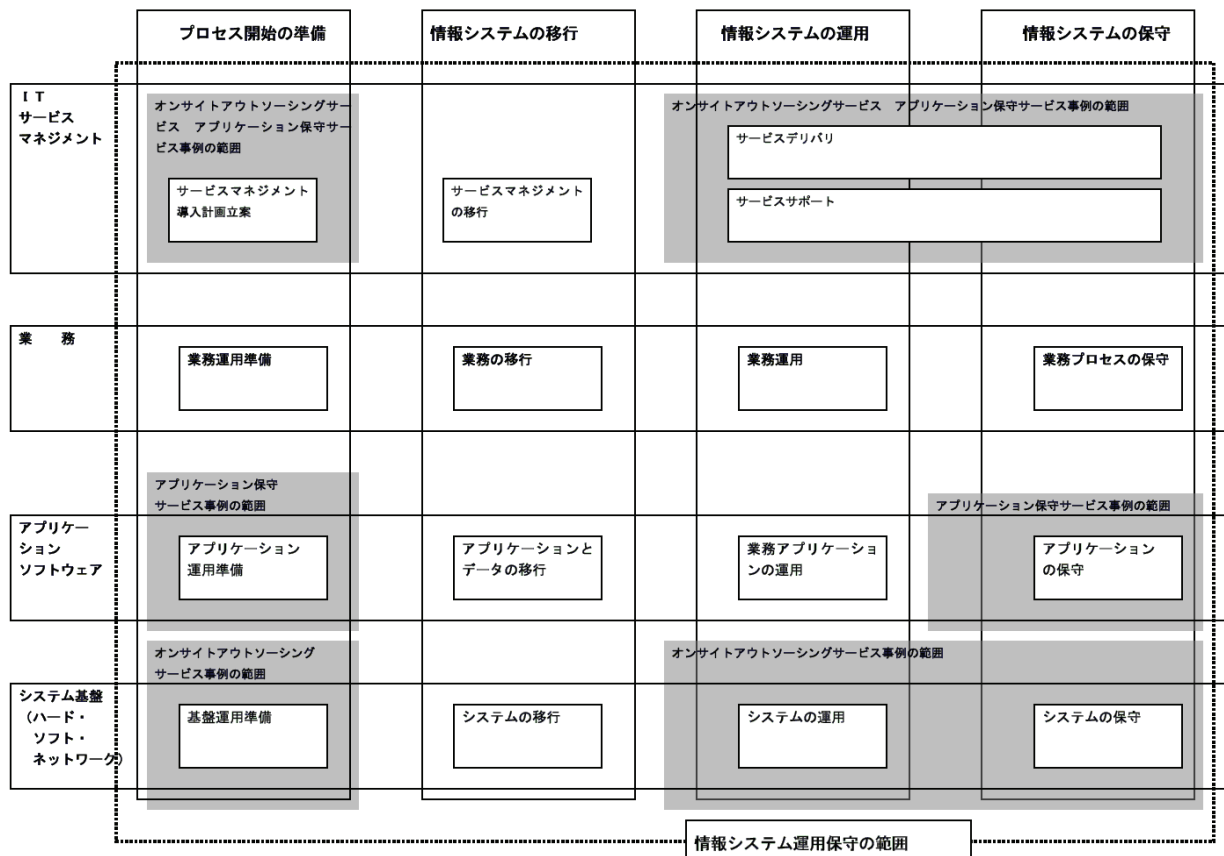 プロセス開始の準備
情報システムの移行
情報システムの運用
情報システムの保守
ＩＴ
サービス
マネジメント
オンサイトアウトソーシングサー
ビス　アプリケーション保守サー
ビス事例の範囲
サービスマネジメント
導入計画立案
サービスマネジメント
の移行
オンサイトアウトソーシングサービス　アプリケーション保守サービス事例の範囲
サービスデリバリ
サービスサポート
業　務
業務運用準備
業務の移行
業務運用
業務プロセスの保守
アプリケーション保守
サービス事例の範囲
アプリケーション保守サービス事例の範囲
アプリケー
ション
ソフトウェア
アプリケーション
運用準備
アプリケーションと
データの移行
業務アプリケーショ
ンの運用
アプリケーション
の保守
オンサイトアウトソーシング
サービス事例の範囲
オンサイトアウトソーシングサービス事例の範囲
システム基盤
（ハード・
ソフト・
ネットワーク）
基盤運用準備
システムの移行
システムの運用
システムの保守
情報システム運用保守の範囲